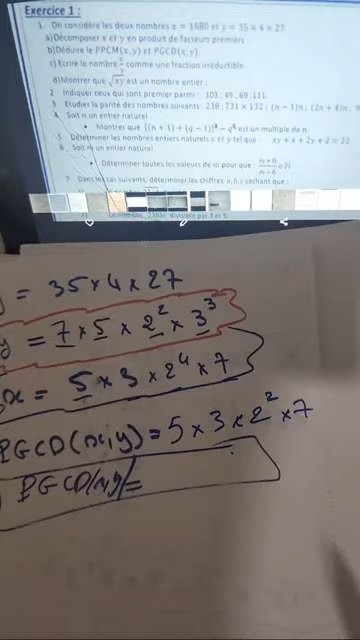 Exercice 1 :
1. On considère les deux nombres x = 1680 et y = 35 × 4 × 27
a) Décomposer x et y en produit de facteurs premiers
b) Déduire le PPCM(x, y) et PGCD(x, y).
c) Ecrire le nombre x/y comme une fraction irréductible.
d) Montrer que √xy est un nombre entier
2 Indiquer ceux qui sont premier parmi : 103 ; 49 ; 69 ; 111.
3 Etudier la parité des nombres suivants: 238 ; 731 × 132 ; (n − 1)n ; (2n + 4)n
4 Soit n un entier naturel
• Montrer que [(n + 1) + (q − 1)]² − q² est un multiple de n
5 Déterminer les nombres entiers naturels x et y tel que : xy + x + 2y + 2 = 22
6. Soit m un entier naturel
• Déterminer toutes les valeurs de m pour que :
7 Dans les cas suivants, déterminer les chiffres a, b, c sachant que :
divisible par 3 et 5
= 35 × 4 × 27
y = 7 × 5 × 2² × 3³
x = 5 × 3 × 2⁴ × 7
PGCD(x,y) = 5 × 3 × 2² × 7
PGCD(x,y) =